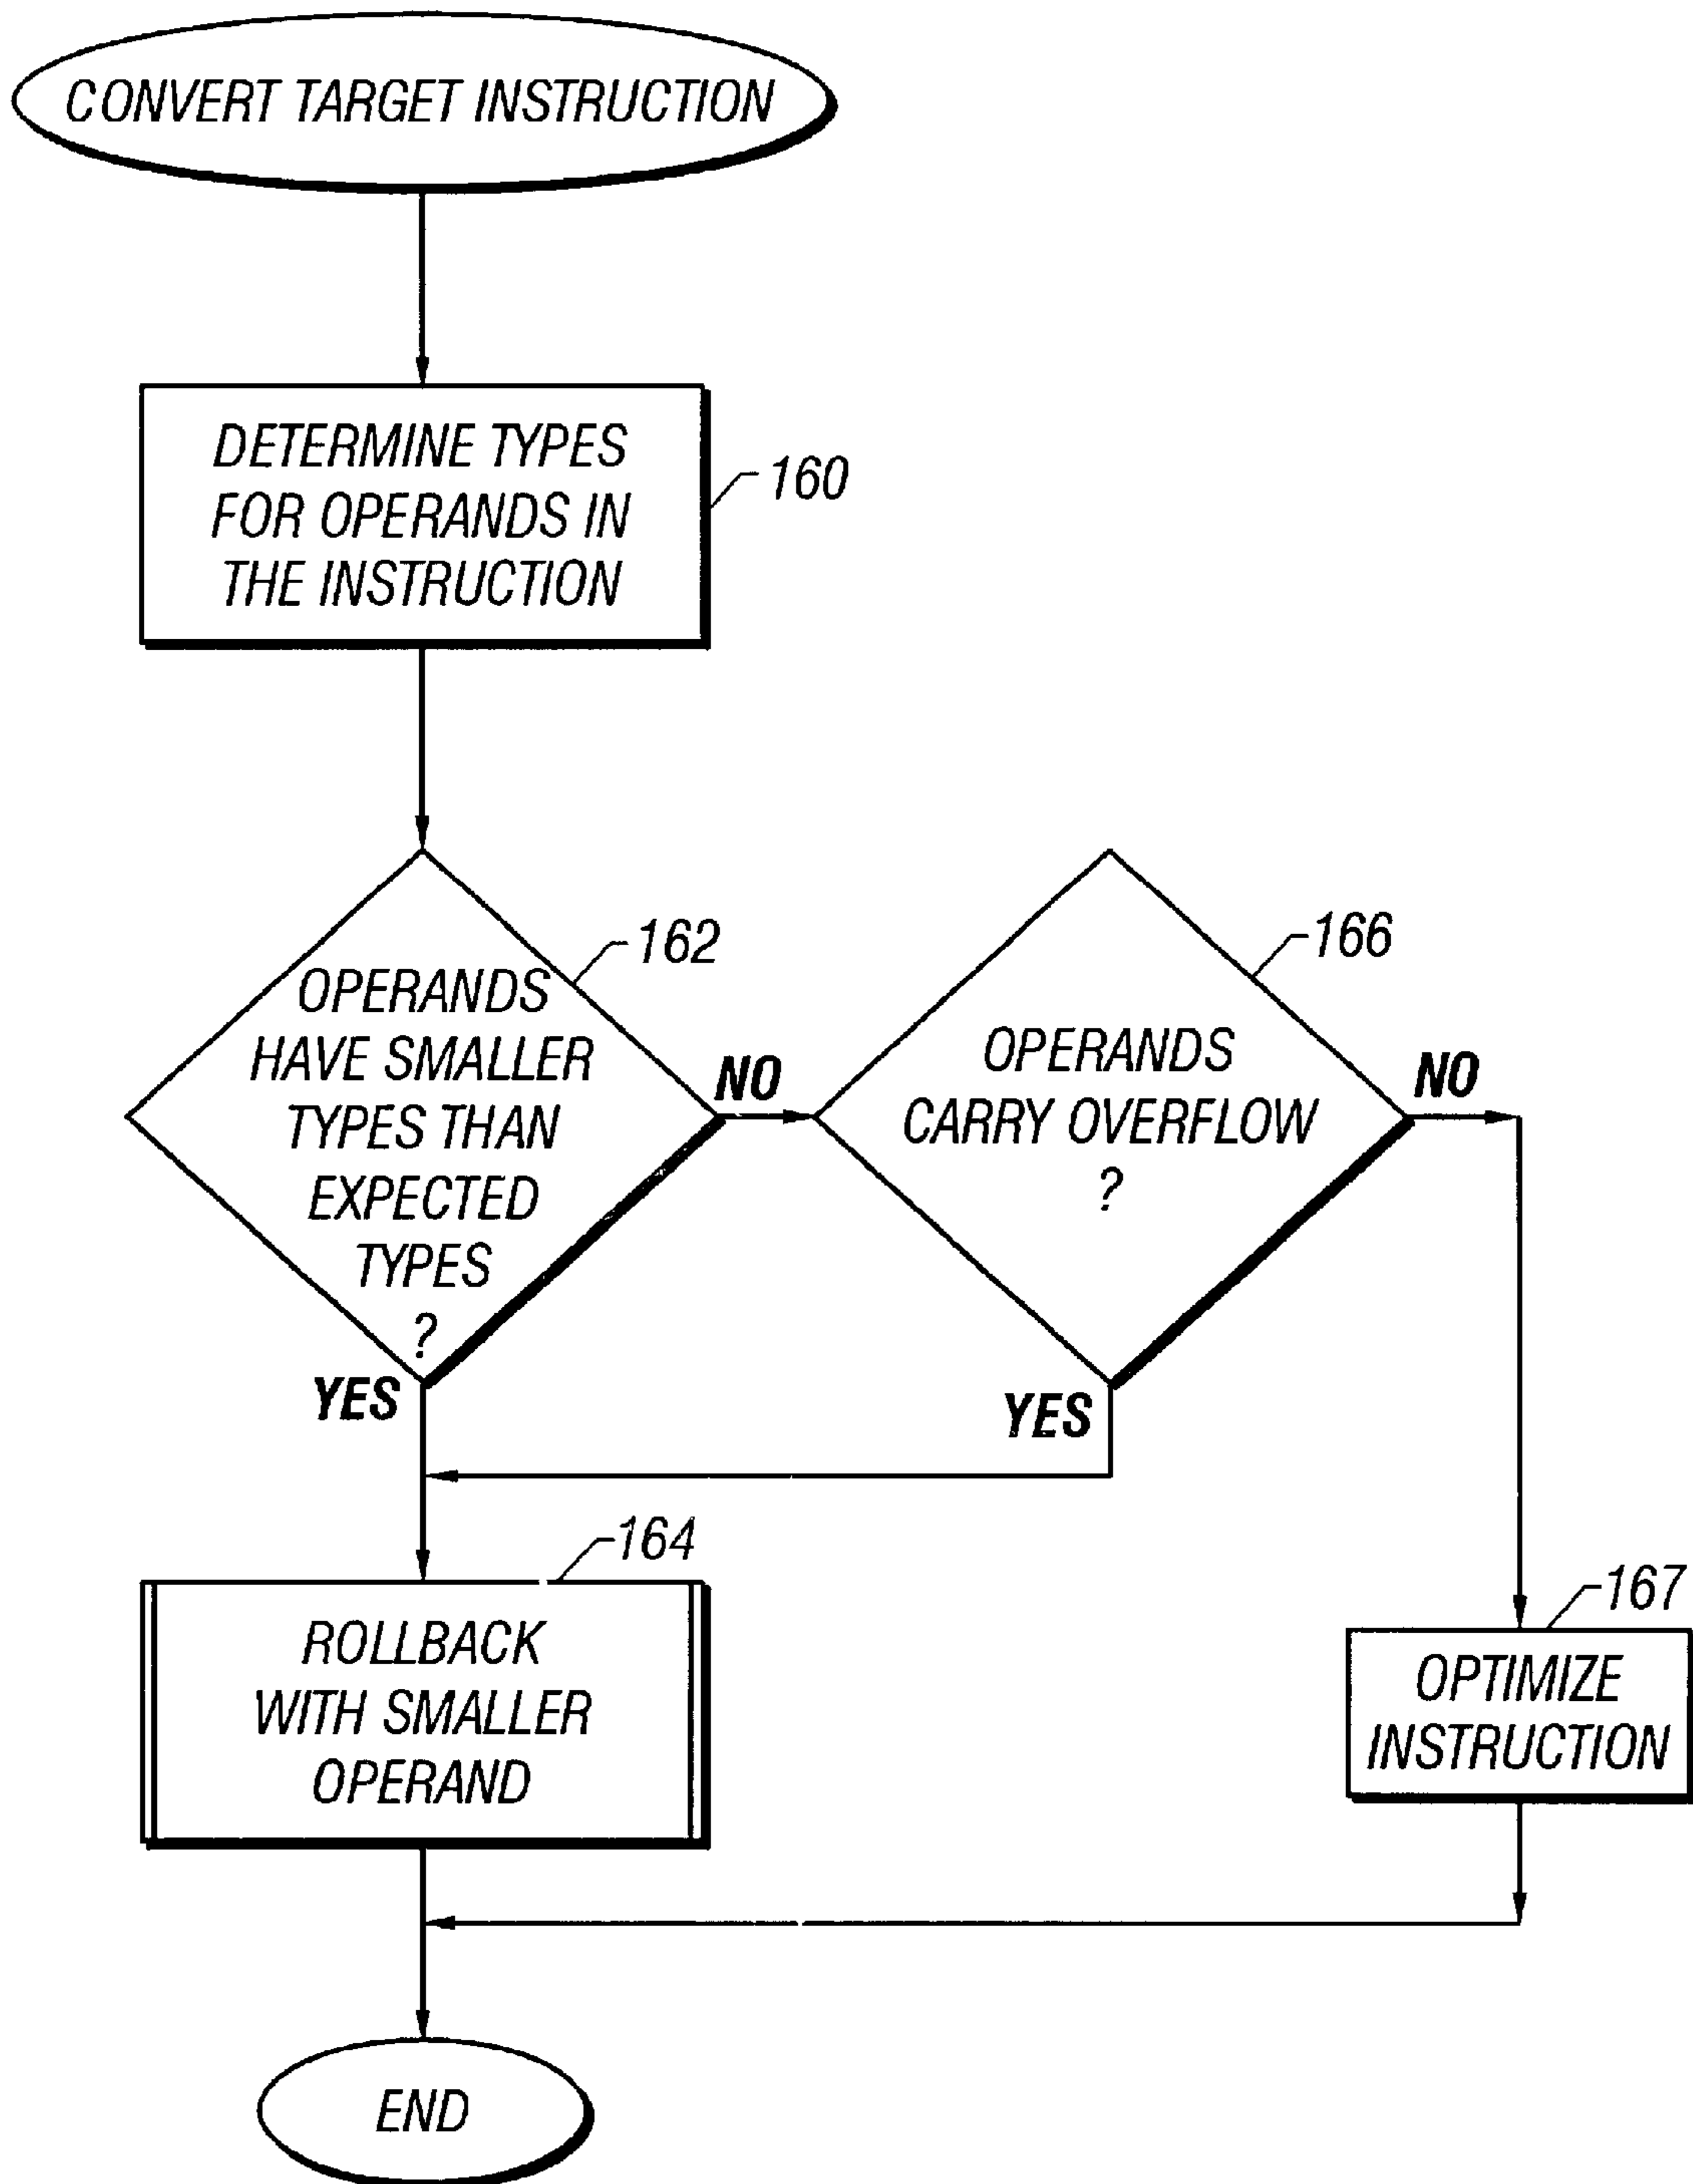 CONVERT TARGET INSTRUCTION
DETERMINE TYPES
FOR OPERANDS IN
THE INSTRUCTION
160
162
OPERANDS
HAVE SMALLER
TYPES THAN
EXPECTED
TYPES
?
NO
YES
166
OPERANDS
CARRY OVERFLOW
?
NO
YES
164
ROLLBACK
WITH SMALLER
OPERAND
167
OPTIMIZE
INSTRUCTION
END